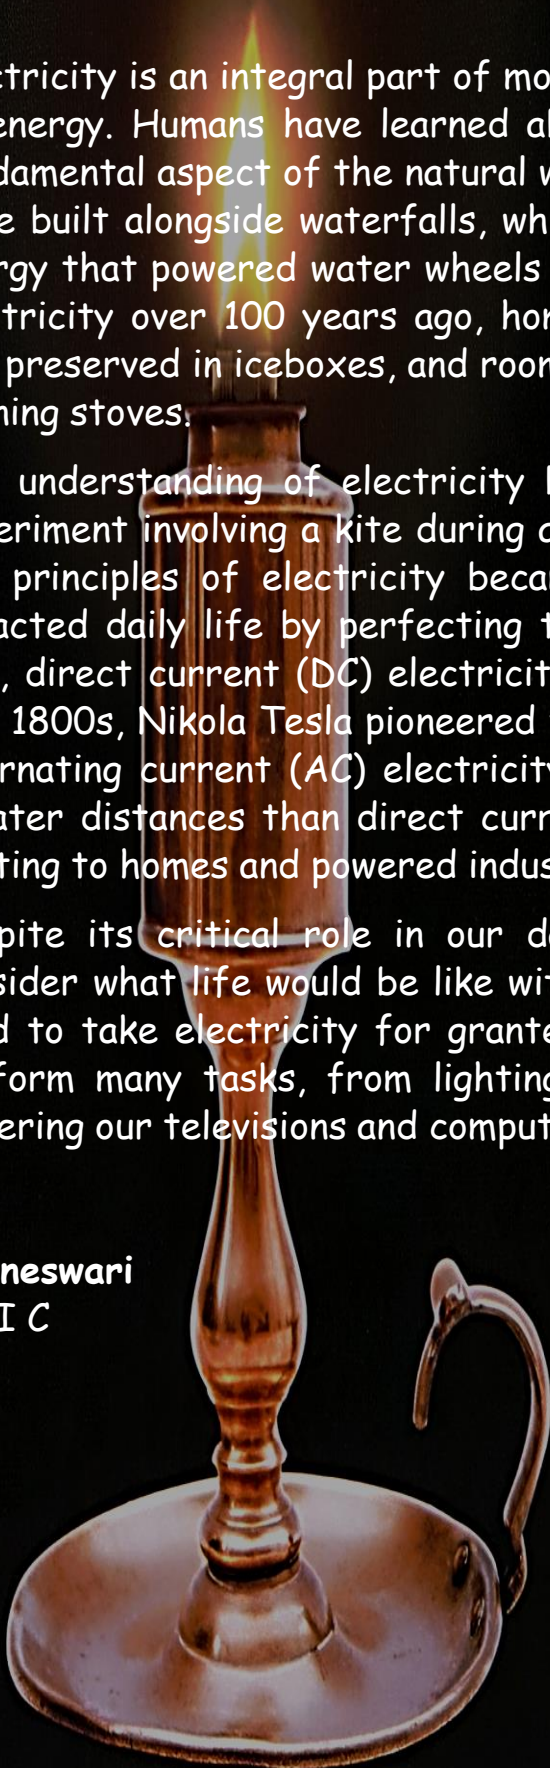 ctricity is an integral part of mo
energy. Humans have learned a
damental aspect of the natural w
e built alongside waterfalls, wh
rgy that powered water wheels
tricity over 100 years ago, ho
preserved in iceboxes, and roo
ning stoves.
understanding of electricity
eriment involving a kite during
principles of electricity beca
acted daily life by perfecting t
, direct current (DC) electricit
1800s, Nikola Tesla pioneered
rnating current (AC) electricity
ater distances than direct curr
ting to homes and powered indus
pite its critical role in our d
sider what life would be like wit
d to take electricity for grante
form many tasks, from lighting
ering our televisions and comput
neswari
I C